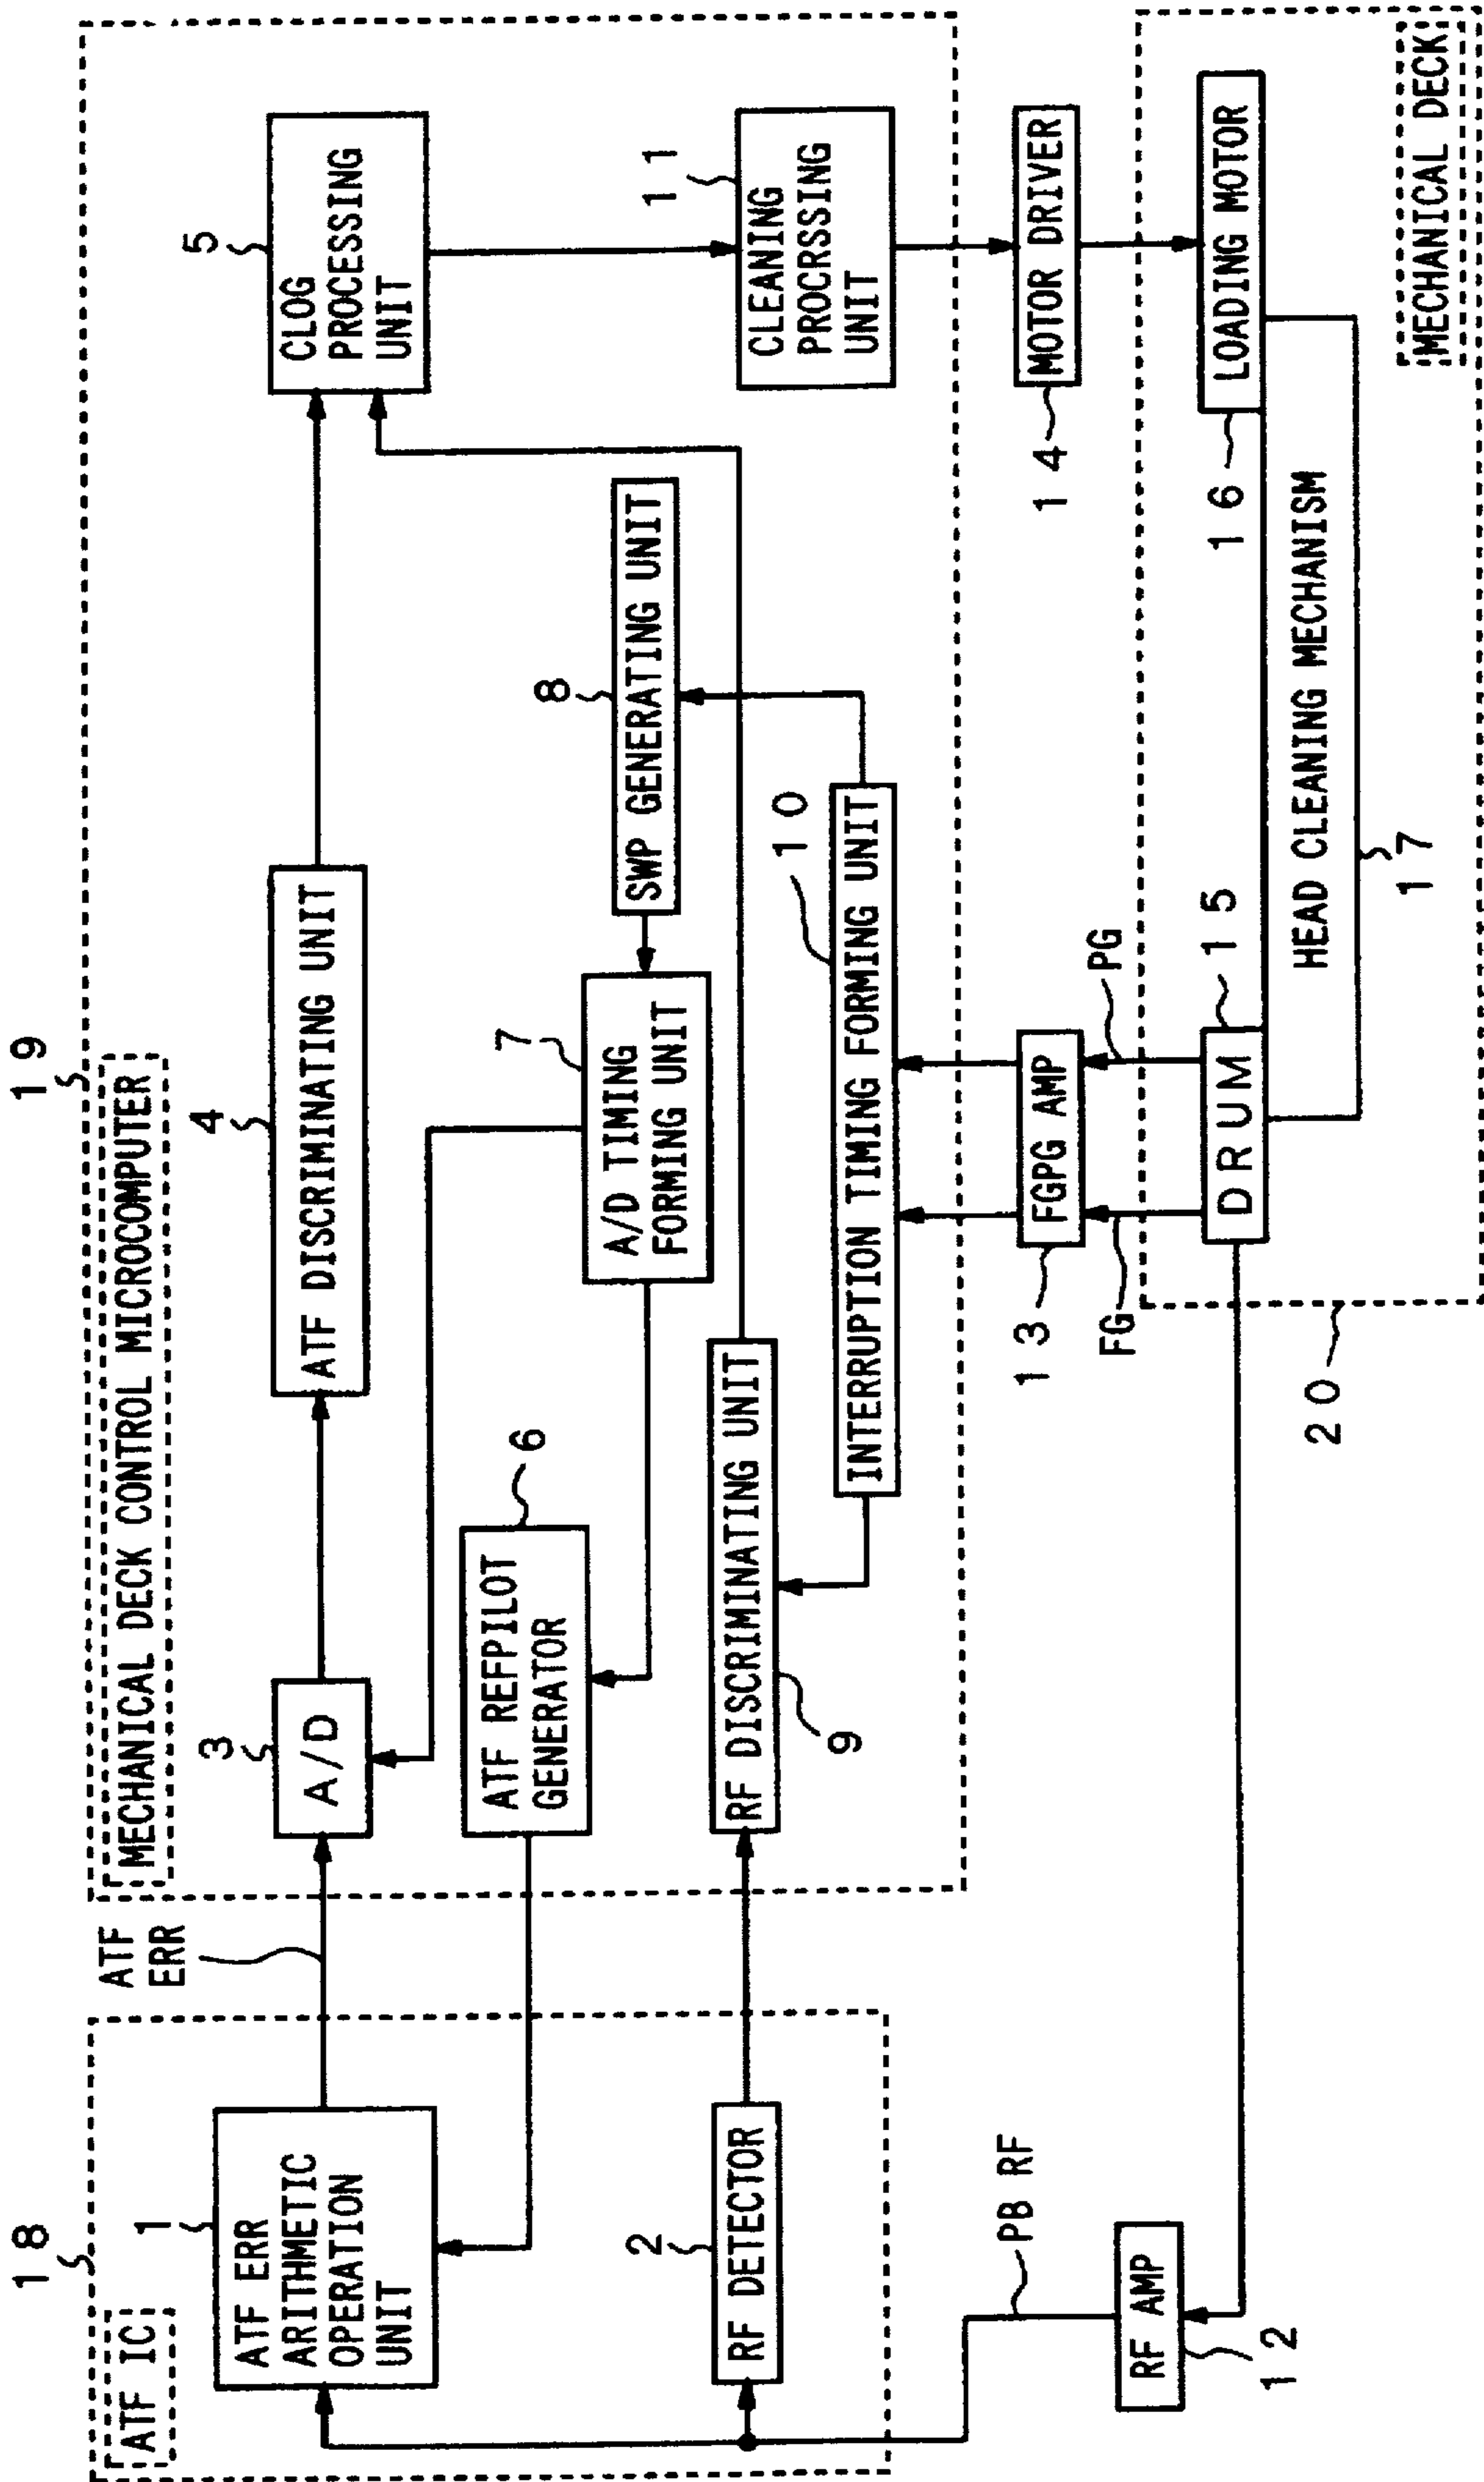 18
ATF IC
1
ATF ERR
ARITHMETIC
OPERATION
UNIT
2
RF DETECTOR
PB RF
RF AMP
12
ATF
ERR
19
MECHANICAL DECK CONTROL MICROCOMPUTER
3
A/D
4
ATF DISCRIMINATING UNIT
5
CLOG
PROCESSING
UNIT
ATF REFPILOT
GENERATOR
6
7
A/D TIMING
FORMING UNIT
8
SWP GENERATING UNIT
RF DISCRIMINATING UNIT
9
INTERRUPTION TIMING FORMING UNIT
10
11
CLEANING
PROCRSSING
UNIT
13
FGPG AMP
FG
PG
MOTOR DRIVER
14
DRUM
15
LOADING MOTOR
16
HEAD CLEANING MECHANISM
17
MECHANICAL DECK
20